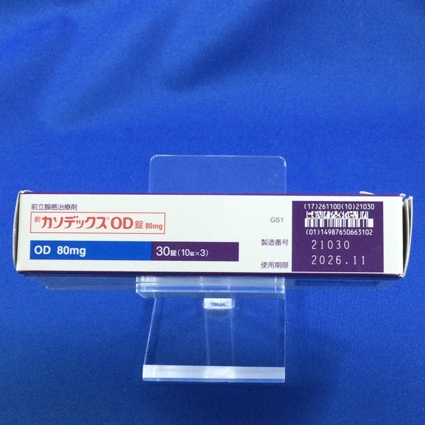 前立腺癌治療剤
劇 カソデックス® OD錠 80mg
OD 80mg
30錠(10錠×3)
GS1
製造番号
使用期限
(17)261100(10)21030
(01)14987650663102
21030
2026.11